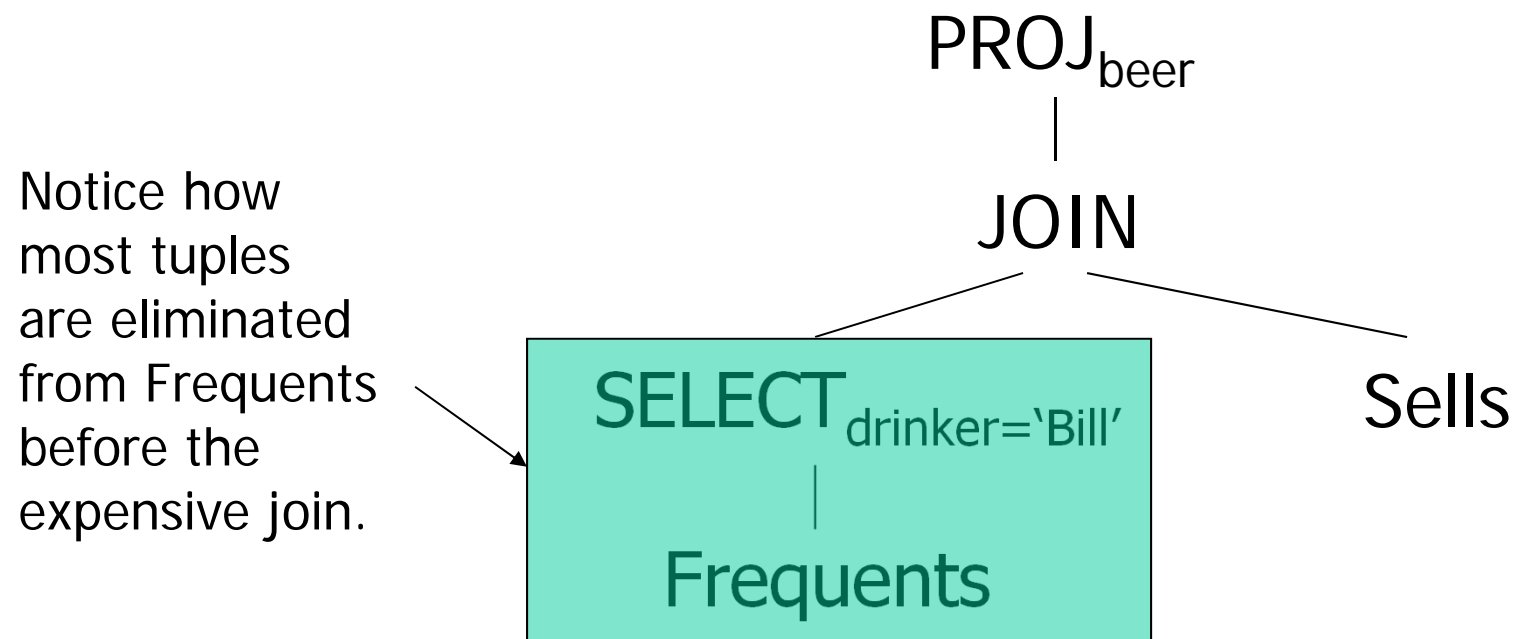 PROJbeer
JOIN
Notice how
most tuples
are eliminated
from Frequents
before the
expensive join.
SELECTdrinker=‘Bill’
Sells
Frequents